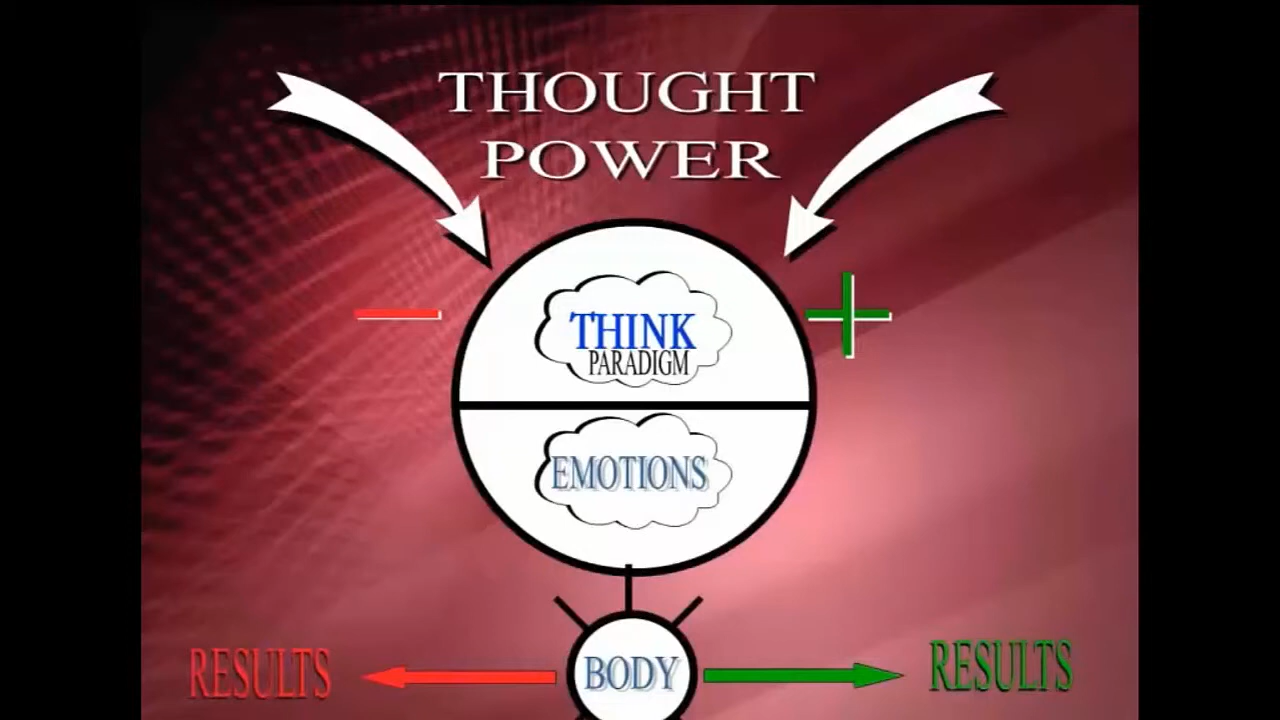 THOUGHT
POWER
THINK
PARADIGM
EMOTIONS
RESULTS
BODY
RESULTS